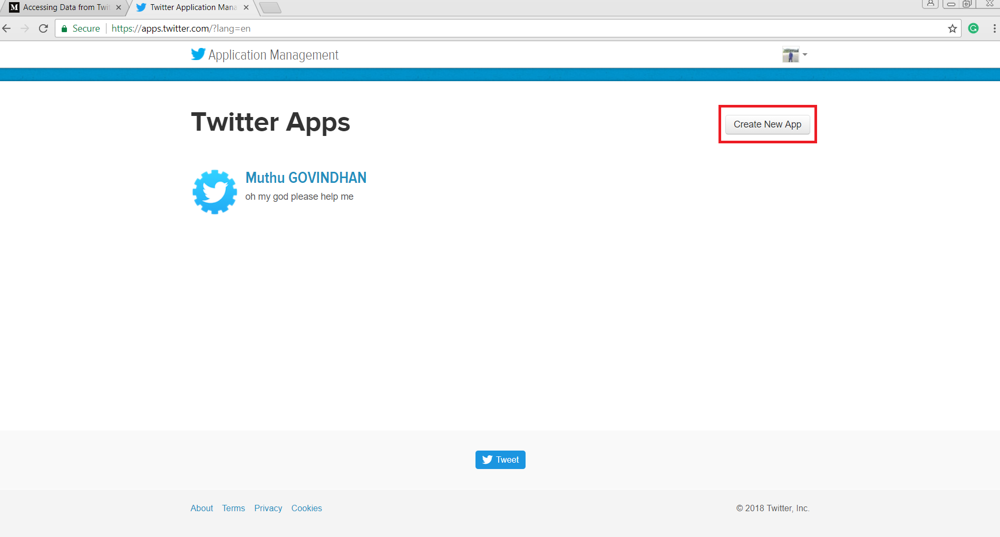 M Accessing Data from Twit
Twitter Application Mana
Secure https://apps.twitter.com/?lang=en
Application Management
Twitter Apps
Create New App
Muthu GOVINDHAN
oh my god please help me
Tweet
About Terms Privacy Cookies
© 2018 Twitter, Inc.